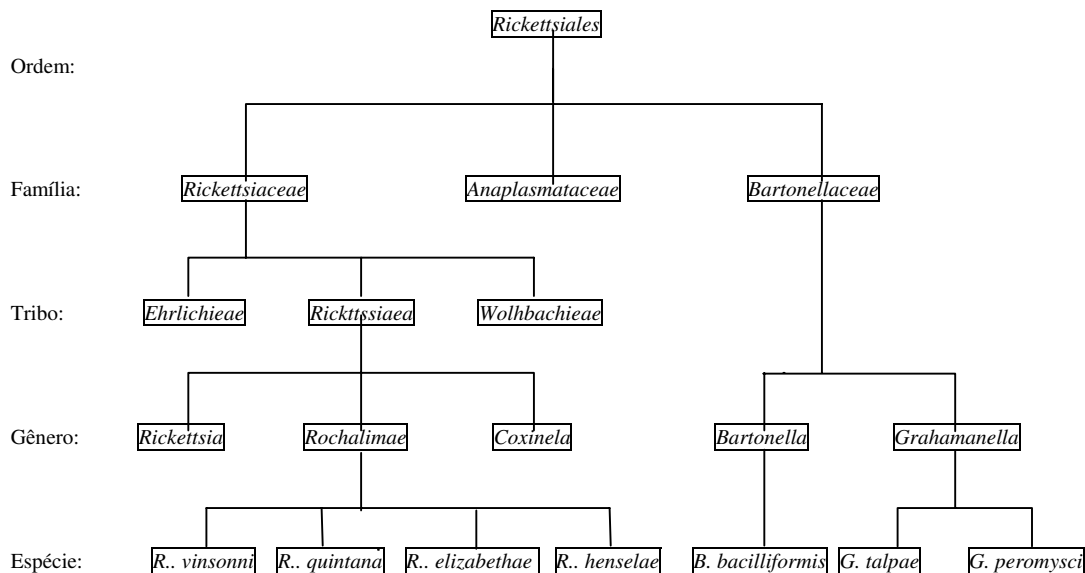 Rickettsiales
Ordem:
Família: Rickettsiaceae Anaplasmataceae Bartonellaceae
Tribo: Ehrlichieae Rickttssiaea Wolhbachieae
Gênero: Rickettsia Rochalimae Coxinela Bartonella Grahamanella
Espécie: R.. vinsonni R.. quintana R.. elizabethae R.. henselae B. bacilliformis G. talpae G. peromysci